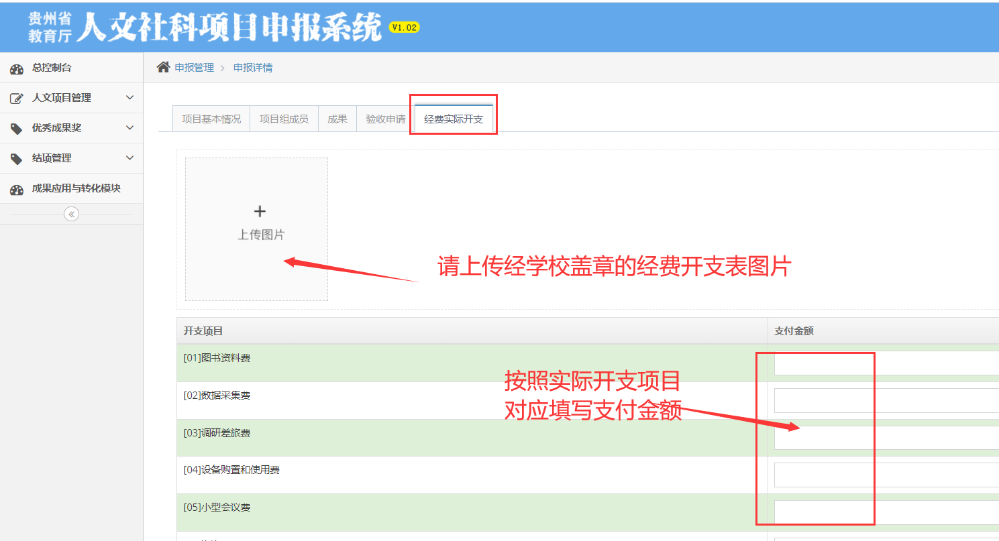 贵州省
教育厅
人文社科项目申报系统
V1.02
总控制台
人文项目管理
优秀成果奖
结项管理
成果应用与转化模块
申报管理
申报详情
项目基本情况
项目组成员
成果
验收申请
经费实际开支
上传图片
请上传经学校盖章的经费开支表图片
开支项目
支付金额
[01]图书资料费
[02]数据采集费
[03]调研差旅费
[04]设备购置和使用费
[05]小型会议费
按照实际开支项目
对应填写支付金额